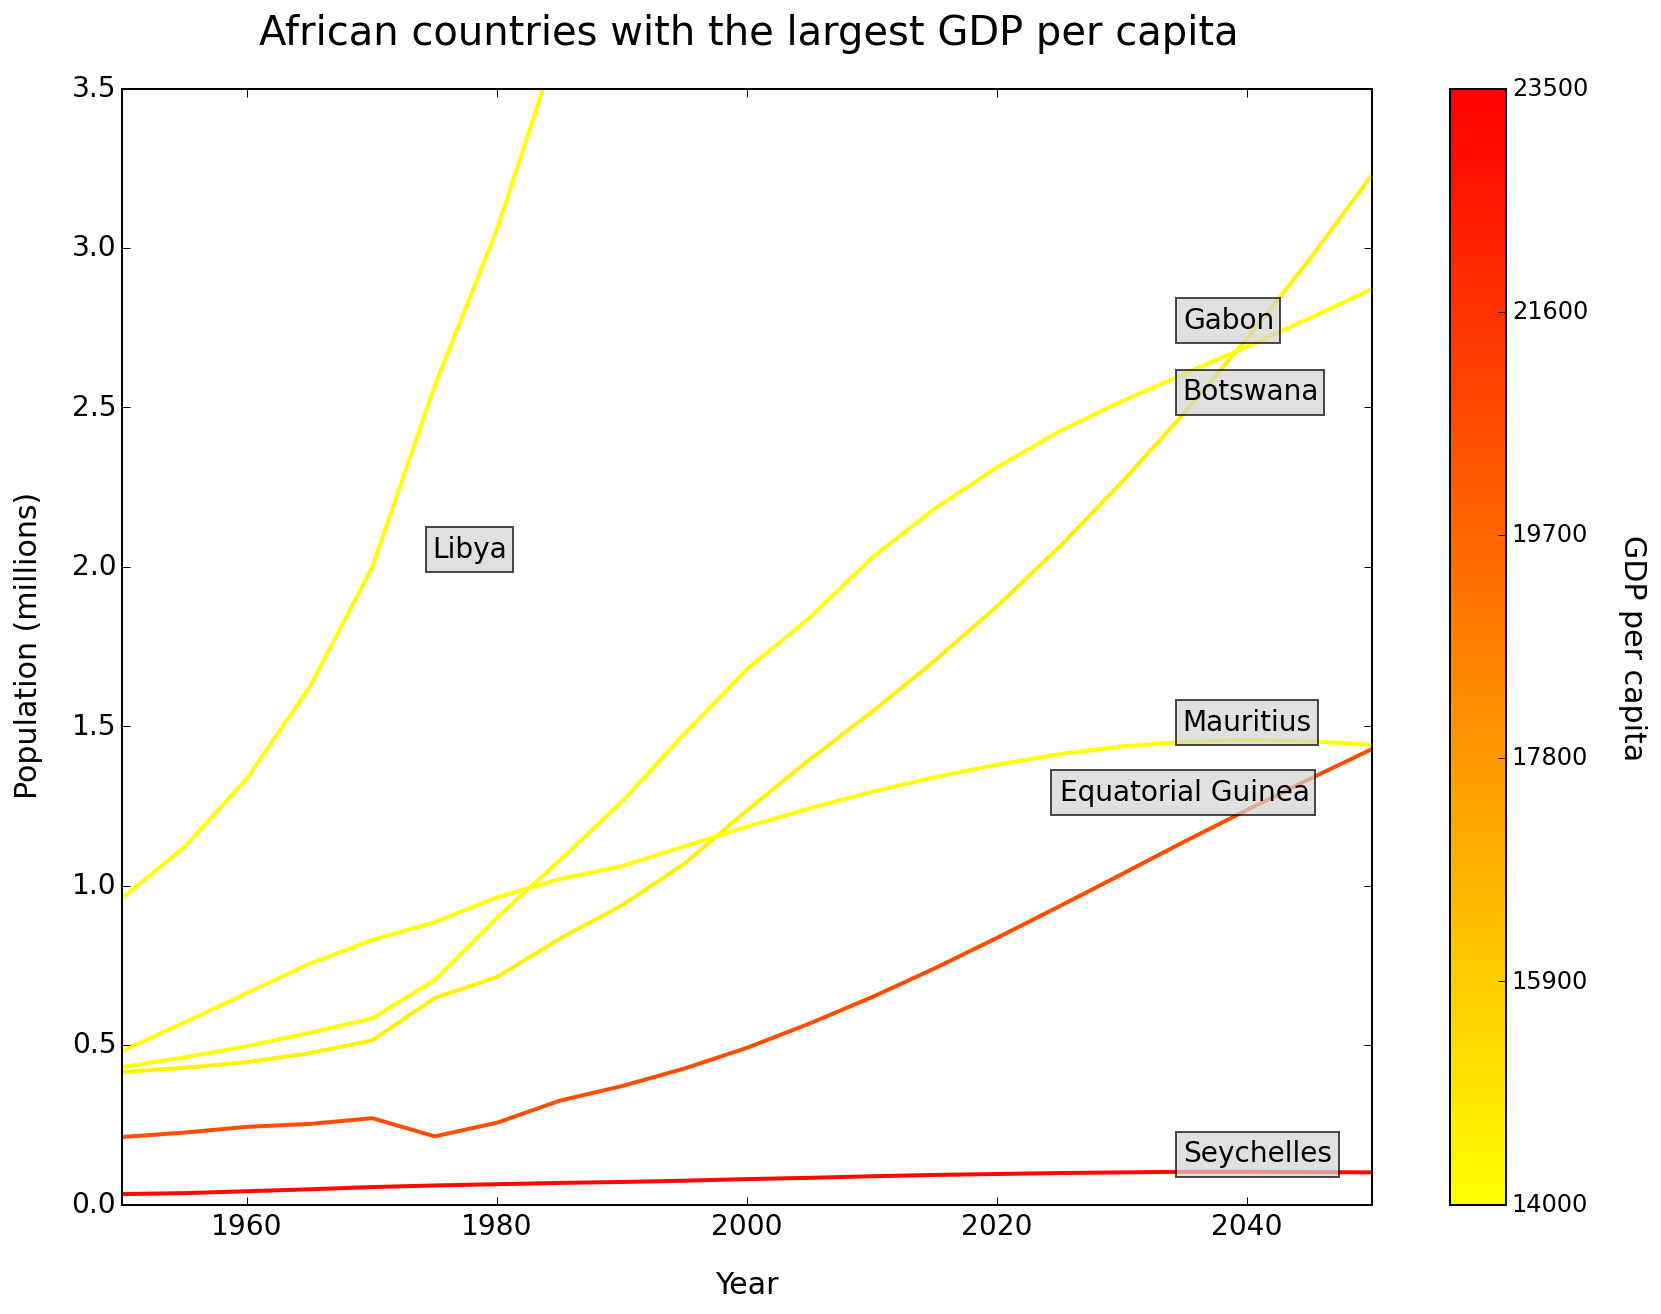 African countries with the largest GDP per capita
3.5
3.0
2.5
2.0
1.5
1.0
0.5
0.0
Population (millions)
Libya
Gabon
Botswana
Mauritius
Equatorial Guinea
Seychelles
1960 1980 2000 2020 2040
Year
23500
21600
19700
17800
15900
14000
GDP per capita